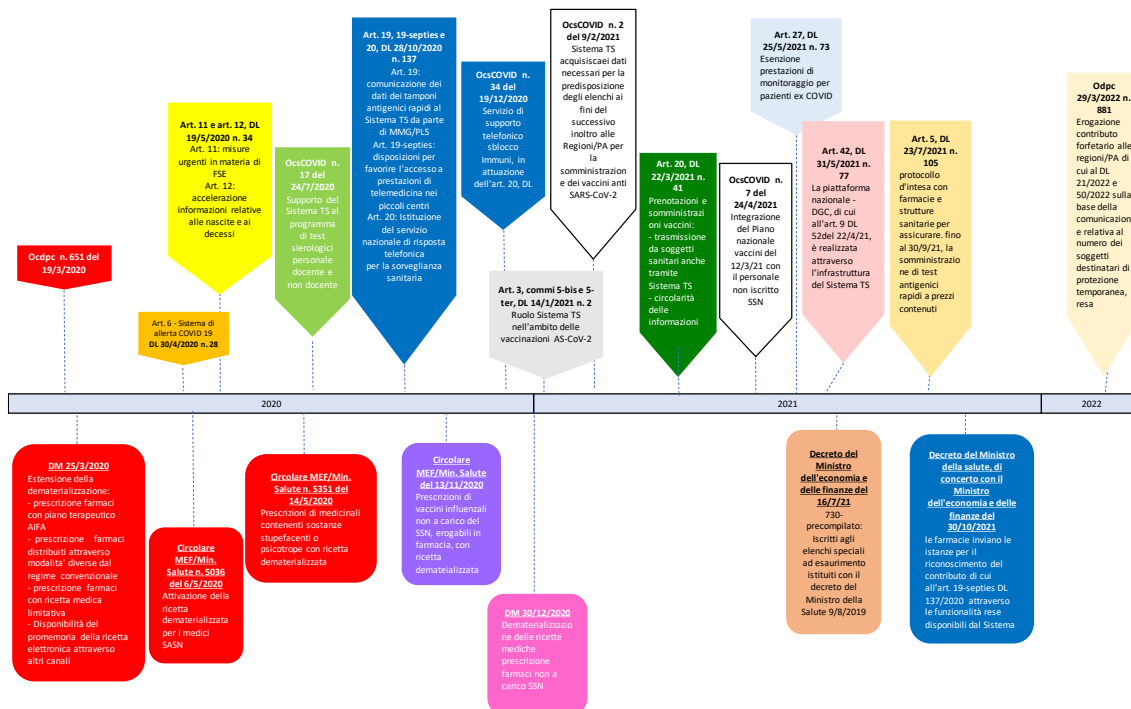 Ocdpc n. 651 del
19/3/2020
Art. 11 e art. 12, DL
19/5/2020 n. 34
Art. 11: misure
urgenti in materia di
FSE
Art. 12:
accelerazione
informazioni relative
alle nascite e ai
decessi
Art. 6 - Sistema di
allerta COVID 19
DL 30/4/2020 n. 28
OcsCOVID n.
17 del
24/7/2020
Supporto del
Sistema TS al
programma
di test
sierologici
personale
docente e
non docente
Art. 19, 19-septies e
20, DL 28/10/2020
n. 137
Art. 19:
comunicazione dei
dati dei tamponi
antigenici rapidi al
Sistema TS da parte
di MMG/PLS
Art. 19-septies:
disposizioni per
favorire l'accesso a
prestazioni di
telemedicina nei
piccoli centri
Art. 20: Istituzione
del servizio
nazionale di risposta
telefonica
per la sorveglianza
sanitaria
OcsCOVID n.
34 del
19/12/2020
Servizio di
supporto
telefonico
sblocco
Immuni, in
attuazione
dell'art. 20, DL
OcsCOVID n. 2
del 9/2/2021
Sistema TS
acquisiscaei dati
necessari per la
predisposizione
degli elenchi ai
fini del
successivo
inoltro alle
Regioni/PA per
la
somministrazion
e dei vaccini anti
SARS-CoV-2
Art. 3, commi 5-bis e 5-
ter, DL 14/1/2021 n. 2
Ruolo Sistema TS
nell'ambito delle
vaccinazioni AS-CoV-2
Art. 20, DL
22/3/2021 n.
41
Prenotazioni e
somministrazi
oni vaccini:
- trasmissione
da soggetti
sanitari anche
tramite
Sistema TS
- circolarità
delle
informazioni
OcsCOVID n.
7 del
24/4/2021
Integrazione
del Piano
nazionale
vaccini del
12/3/21 con
il personale
non iscritto
SSN
Art. 27, DL
25/5/2021 n. 73
Esenzione
prestazioni di
monitoraggio per
pazienti ex COVID
Art. 42, DL
31/5/2021 n.
77
La piattaforma
nazionale -
DGC, di cui
all'art. 9 DL
52del 22/4/21,
è realizzata
attraverso
l'infrastruttura
del Sistema TS
Art. 5, DL
23/7/2021 n.
105
protocollo
d'intesa con
farmacie e
strutture
sanitarie per
assicurare. fino
al 30/9/21, la
somministrazio
ne di test
antigenici
rapidi a prezzi
contenuti
Odpc
29/3/2022 n.
881
Erogazione
contributo
forfetario alle
regioni/PA di
cui al DL
21/2022 e
50/2022 sulla
base della
comunicazion
e relativa al
numero dei
soggetti
destinatari di
protezione
temporanea,
resa
2020
2021
2022
DM 25/3/2020
Estensione della
dematerializzazione:
- prescrizione farmaci
con piano terapeutico
AIFA
- prescrizione farmaci
distribuiti attraverso
modalita' diverse dal
regime convenzionale
- prescrizione farmaci
con ricetta medica
limitativa
- Disponibilità del
promemoria della ricetta
elettronica attraverso
altri canali
Circolare
MEF/Min.
Salute n. 5036
del 6/5/2020
Attivazione della
ricetta
dematerializzata
per i medici
SASN
Circolare MEF/Min.
Salute n. 5351 del
14/5/2020
Prescrizioni di medicinali
contenenti sostanze
stupefacenti o
psicotrope con ricetta
dematerializzata
Circolare
MEF/Min. Salute
del 13/11/2020
Prescrizioni di
vaccini influenzali
non a carico del
SSN, erogabili in
farmacia, con
ricetta
demateializzata
DM 30/12/2020
Dematerializzazio
ne delle ricette
mediche
prescrizione
farmaci non a
carico SSN
Decreto del
Ministro
dell'economia e
delle finanze del
16/7/21
730-
precompilato:
Iscritti agli
elenchi speciali
ad esaurimento
istituiti con il
decreto del
Ministro della
Salute 9/8/2019
Decreto del Ministro
della salute, di
concerto con il
Ministro
dell'economia e delle
finanze del
30/10/2021
le farmacie inviano le
istanze per il
riconoscimento del
contributo di cui
all'art. 19-septies DL
137/2020 attraverso
le funzionalità rese
disponibili dal Sistema